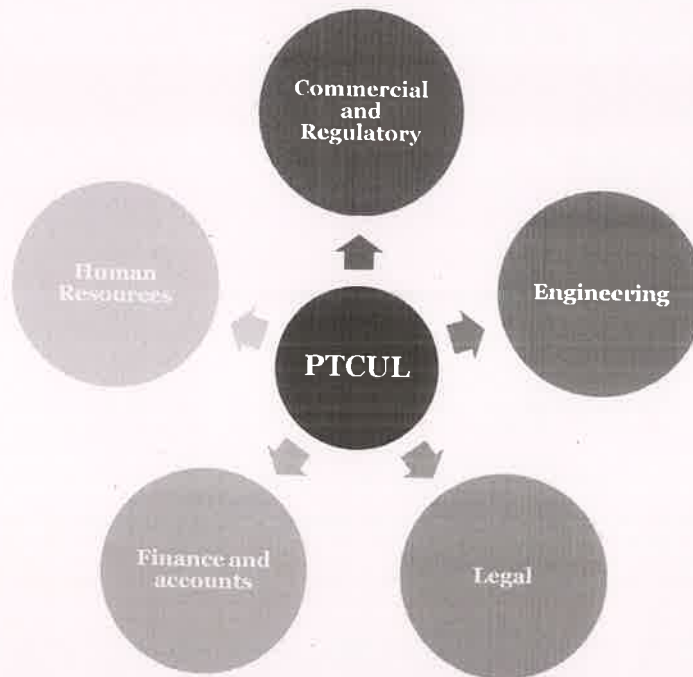 Commercial
and
Regulatory
Human
Resources
Engineering
PTCUL
Finance and
accounts
Legal